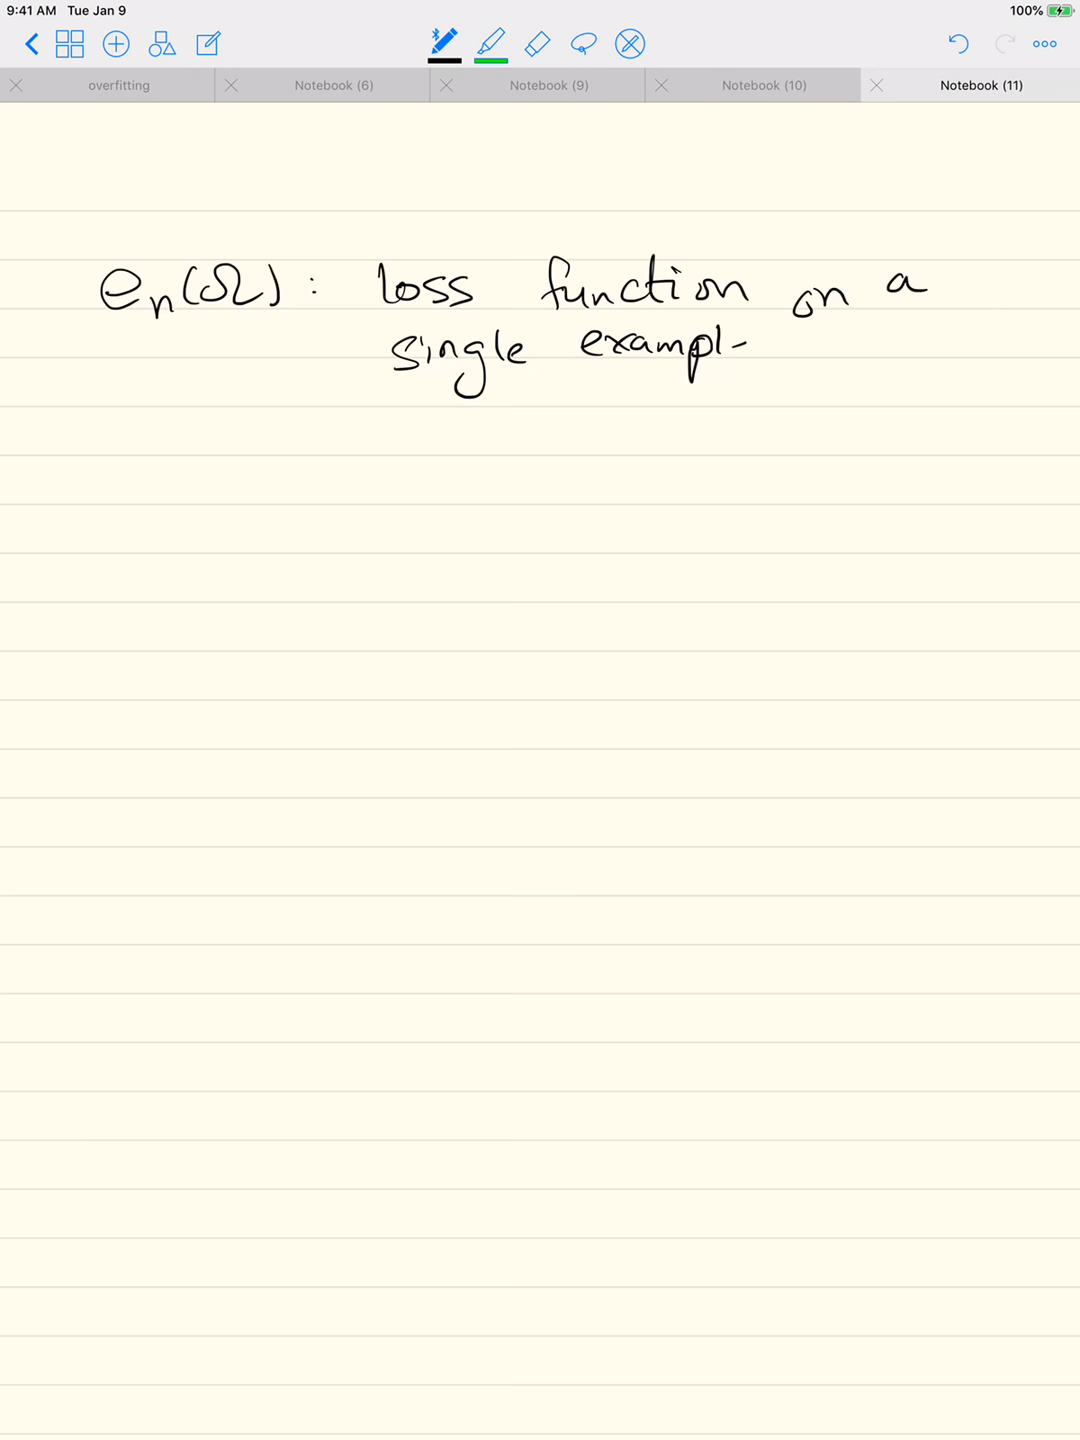 9:41 AM Tue Jan 9 100%
overfitting Notebook (6) Notebook (9) Notebook (10) Notebook (11)
eₙ(Ω): loss function on a
single exampl-